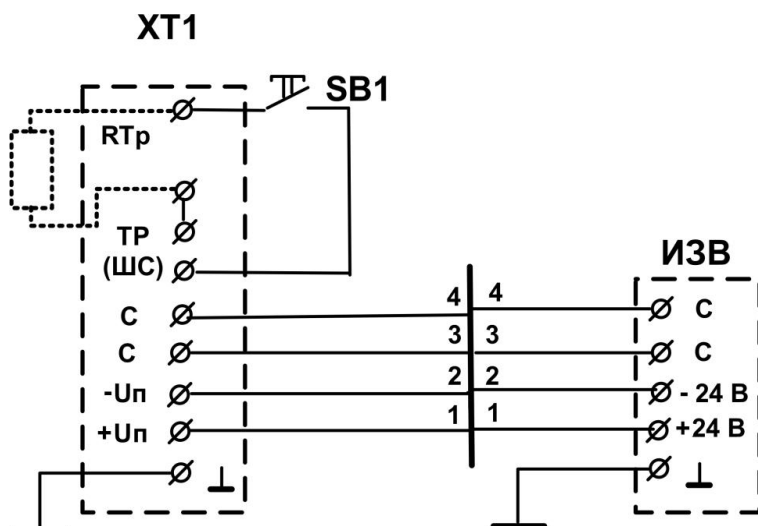 XT1
SB1
RTр
ТР
(ШС)
ИЗВ
4 4
С С
3 3
С С
2 2
-Uп - 24 В
1 1
+Uп +24 В